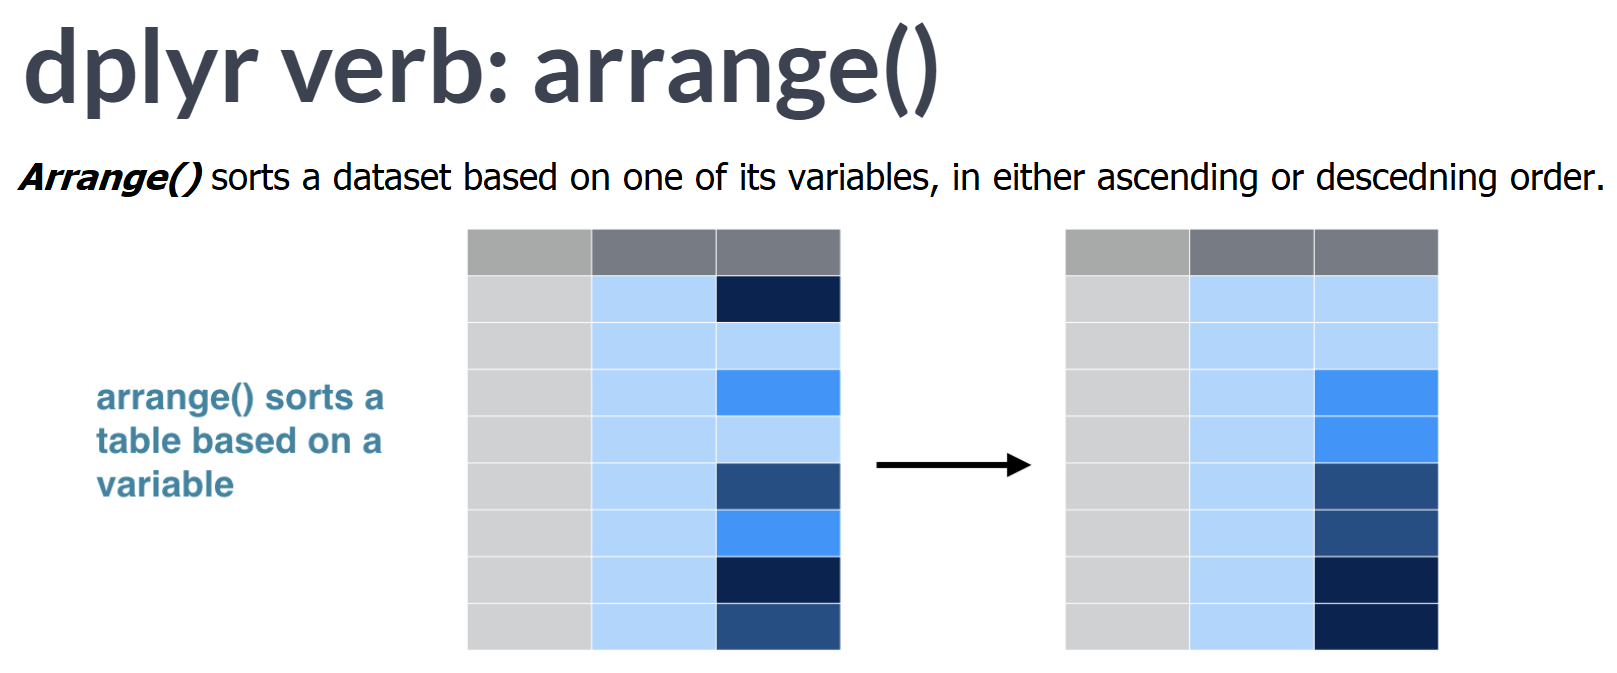 dplyr verb: arrange()
Arrange() sorts a dataset based on one of its variables, in either ascending or descedning order.
arrange() sorts a
table based on a
variable